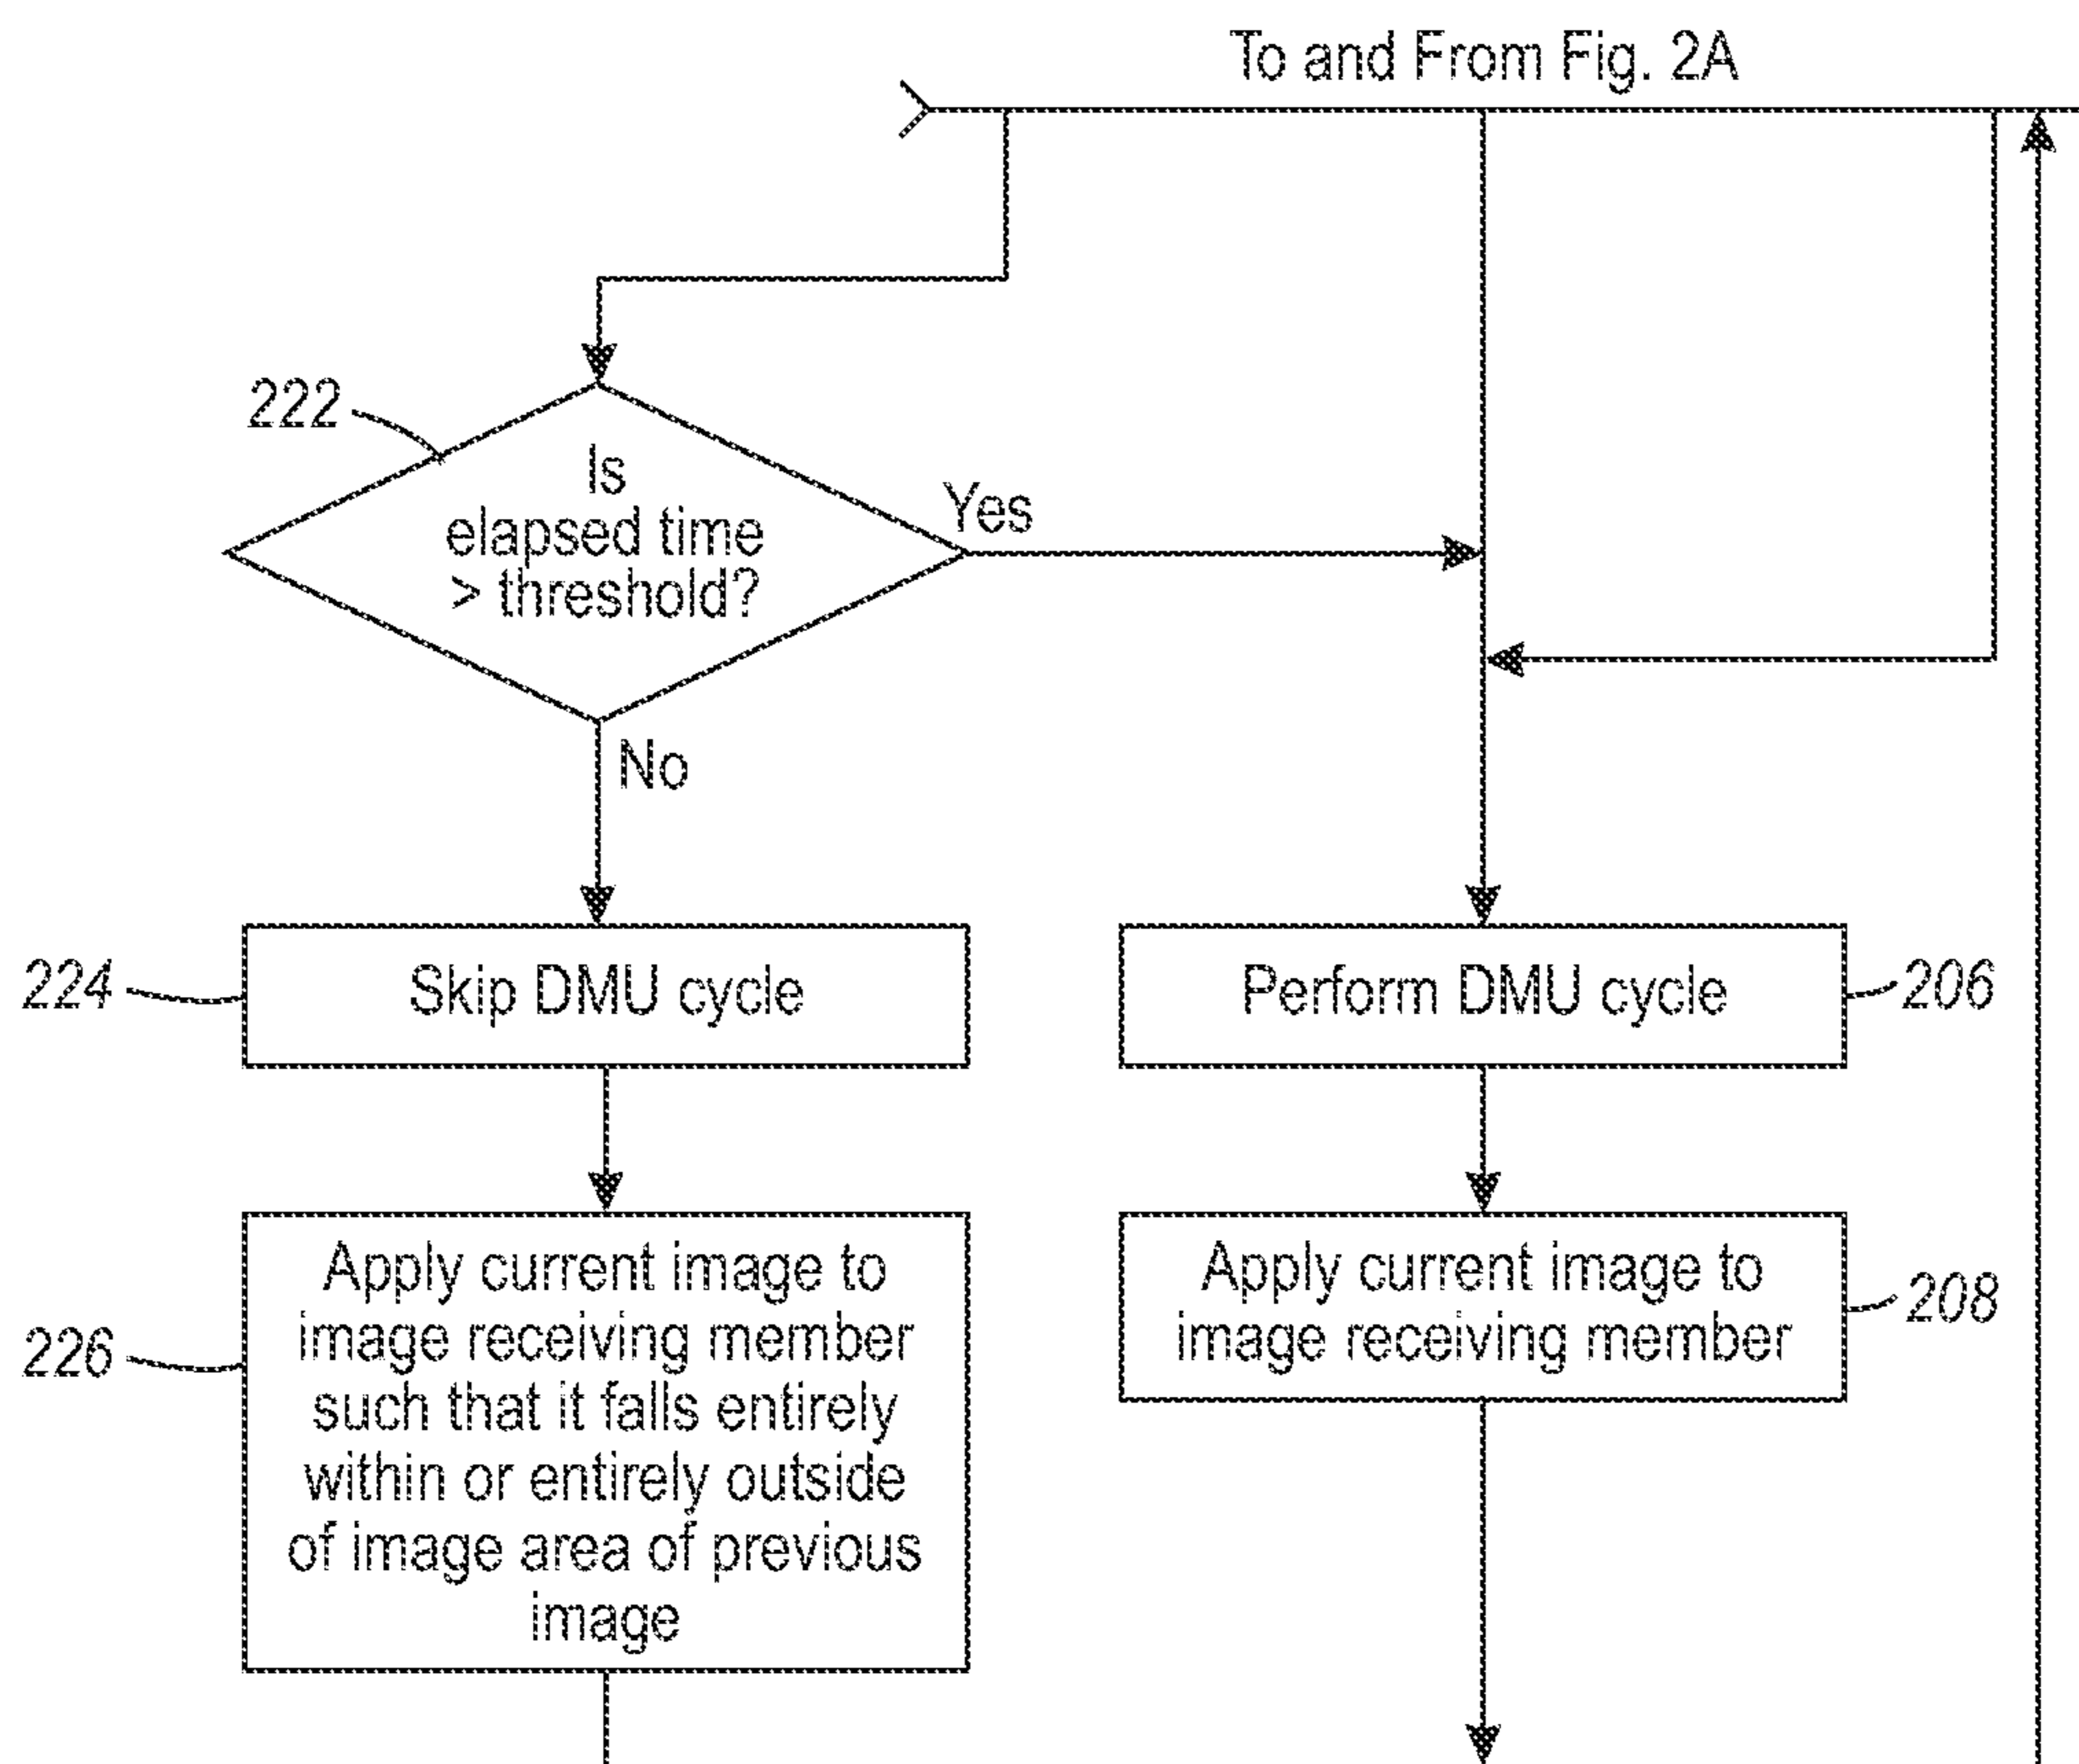 To and From Fig. 2A
222
Is
elapsed time
> threshold?
Yes
No
224
Skip DMU cycle
Perform DMU cycle
206
226
Apply current image to
image receiving member
such that it falls entirely
within or entirely outside
of image area of previous
image
Apply current image to
image receiving member
208